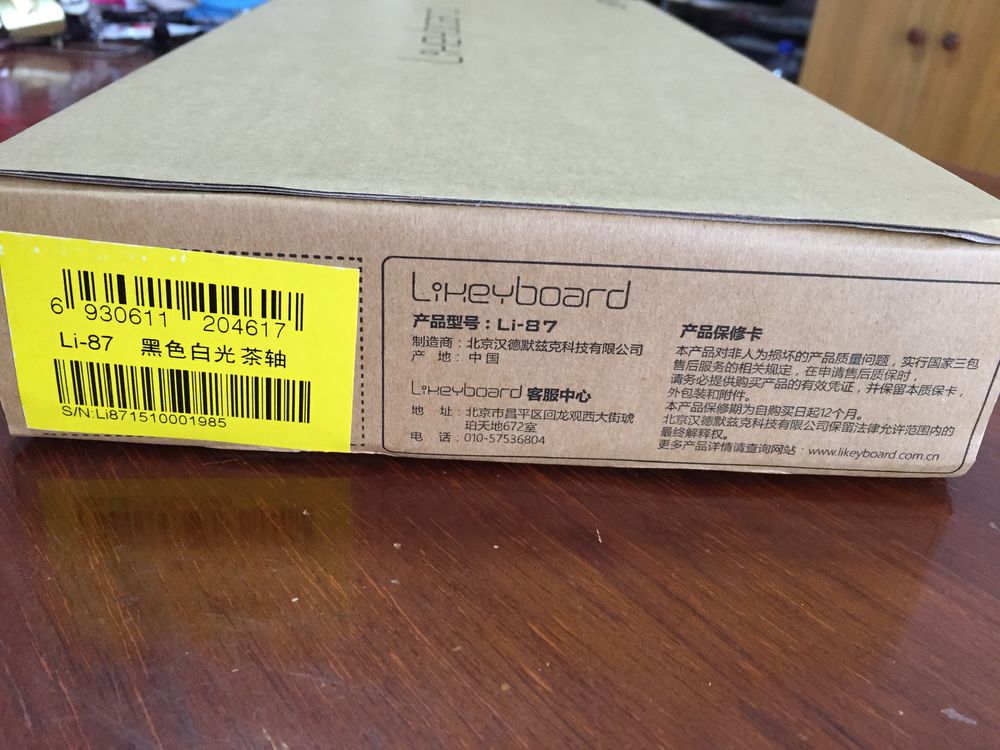 Likeyboard
6 930611 204617
Li-87 黑色白光 茶轴
S/N:Li871510001985
Likeyboard
产品型号：Li-87
制造商：北京汉德默兹克科技有限公司
产 地：中国
Likeyboard 客服中心
地 址：北京市昌平区回龙观西大街琥
珀天地672室
电 话：010-57536804
产品保修卡
本产品对非人为损坏的产品质量问题，实行国家三包
售后服务的相关规定，在申请售后质保时，
请务必提供购买产品的有效凭证，并保留本质保卡，
外包装和附件。
本产品保修期为自购买日起12个月。
北京汉德默兹克科技有限公司保留法律允许范围内的
最终解释权。
更多产品详情请查询网站：www.likeyboard.com.cn